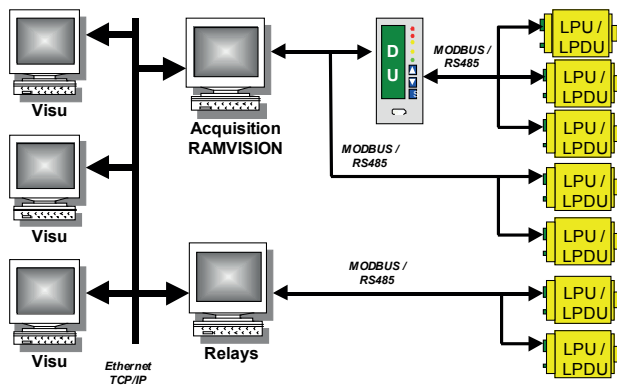 Visu
Acquisition
RAMVISION
D
U
MODBUS /
RS485
LPU /
LPDU
LPU /
LPDU
LPU /
LPDU
Visu
MODBUS /
RS485
LPU /
LPDU
LPU /
LPDU
Visu
Relays
MODBUS /
RS485
LPU /
LPDU
LPU /
LPDU
Ethernet
TCP/IP